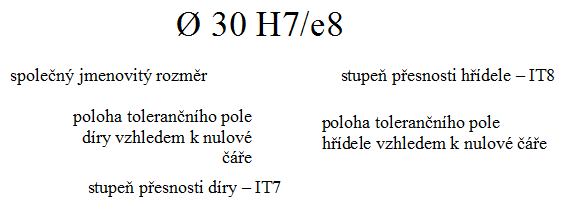 Ø 30 H7/e8
společný jmenovitý rozměr
stupeň přesnosti hřídele – IT8
poloha tolerančního pole
díry vzhledem k nulové
čáře
poloha tolerančního pole
hřídele vzhledem k nulové čáře
stupeň přesnosti díry – IT7